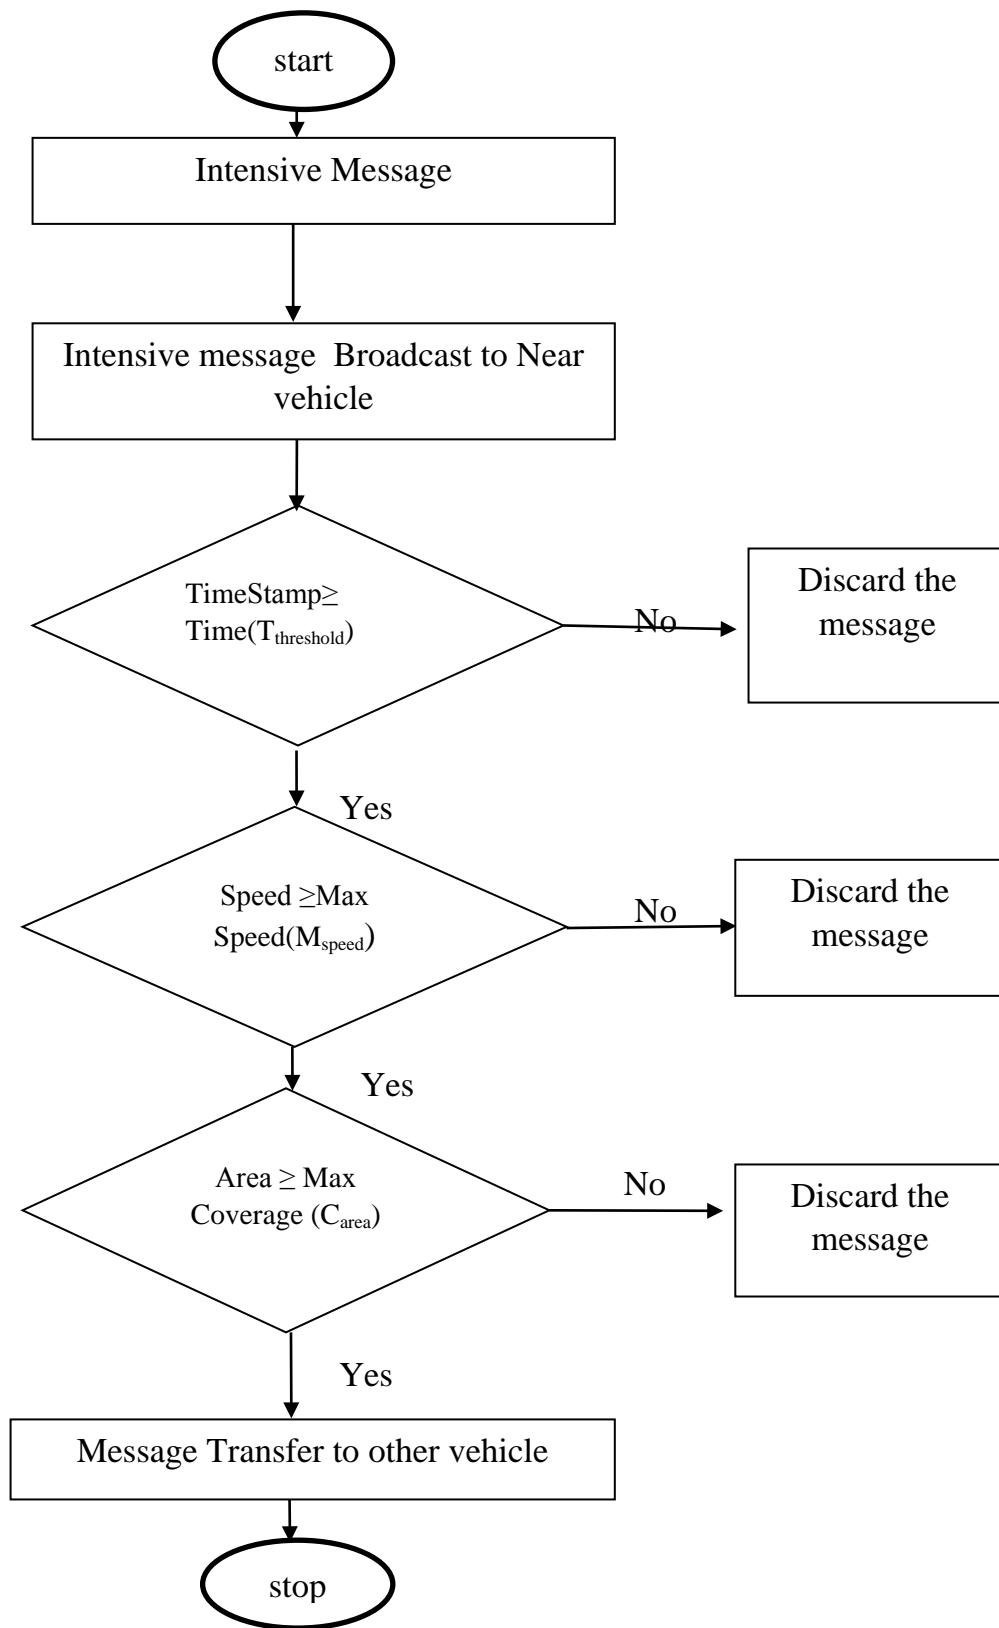 start
Intensive Message
Intensive message  Broadcast to Near
vehicle
TimeStamp≥
Time(Tthreshold)
No
Discard the
message
Yes
Speed ≥Max
Speed(Mspeed)
No
Discard the
message
Yes
Area ≥ Max
Coverage (Carea)
No
Discard the
message
Yes
Message Transfer to other vehicle
stop